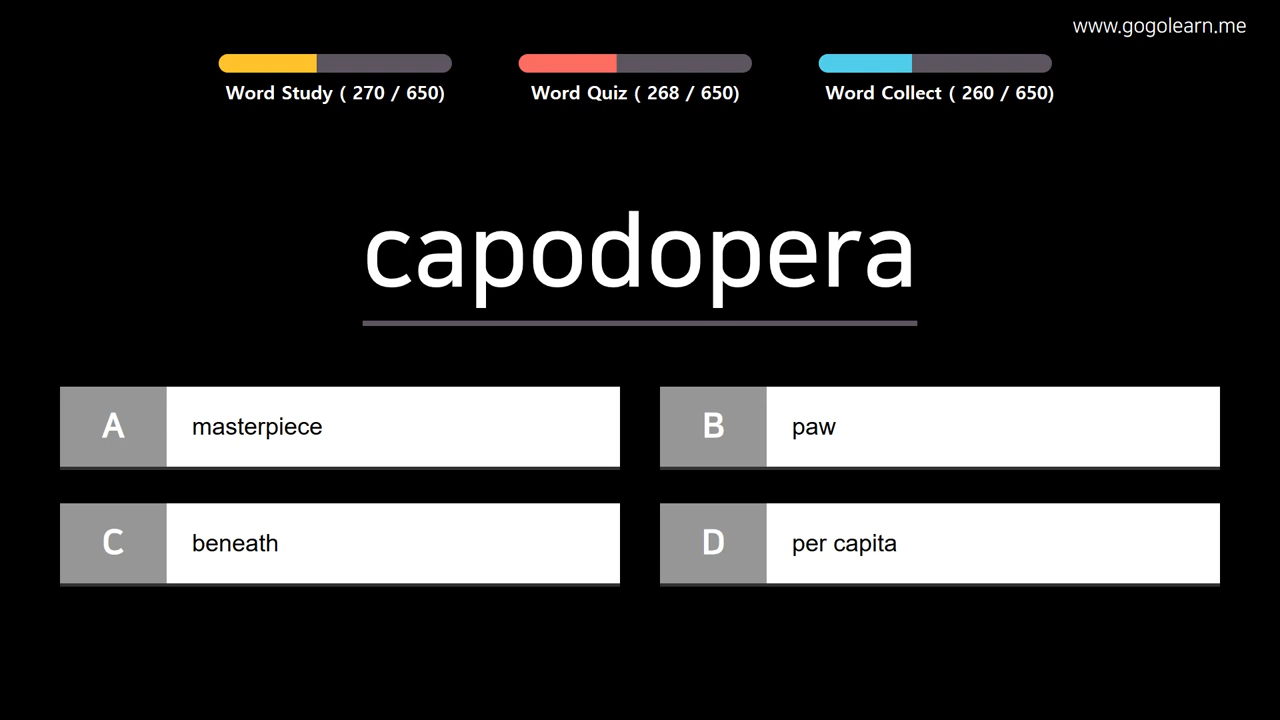 www.gogolearn.me
Word Study ( 270 / 650)
Word Quiz ( 268 / 650)
Word Collect ( 260 / 650)
capodopera
A masterpiece
B paw
C beneath
D per capita